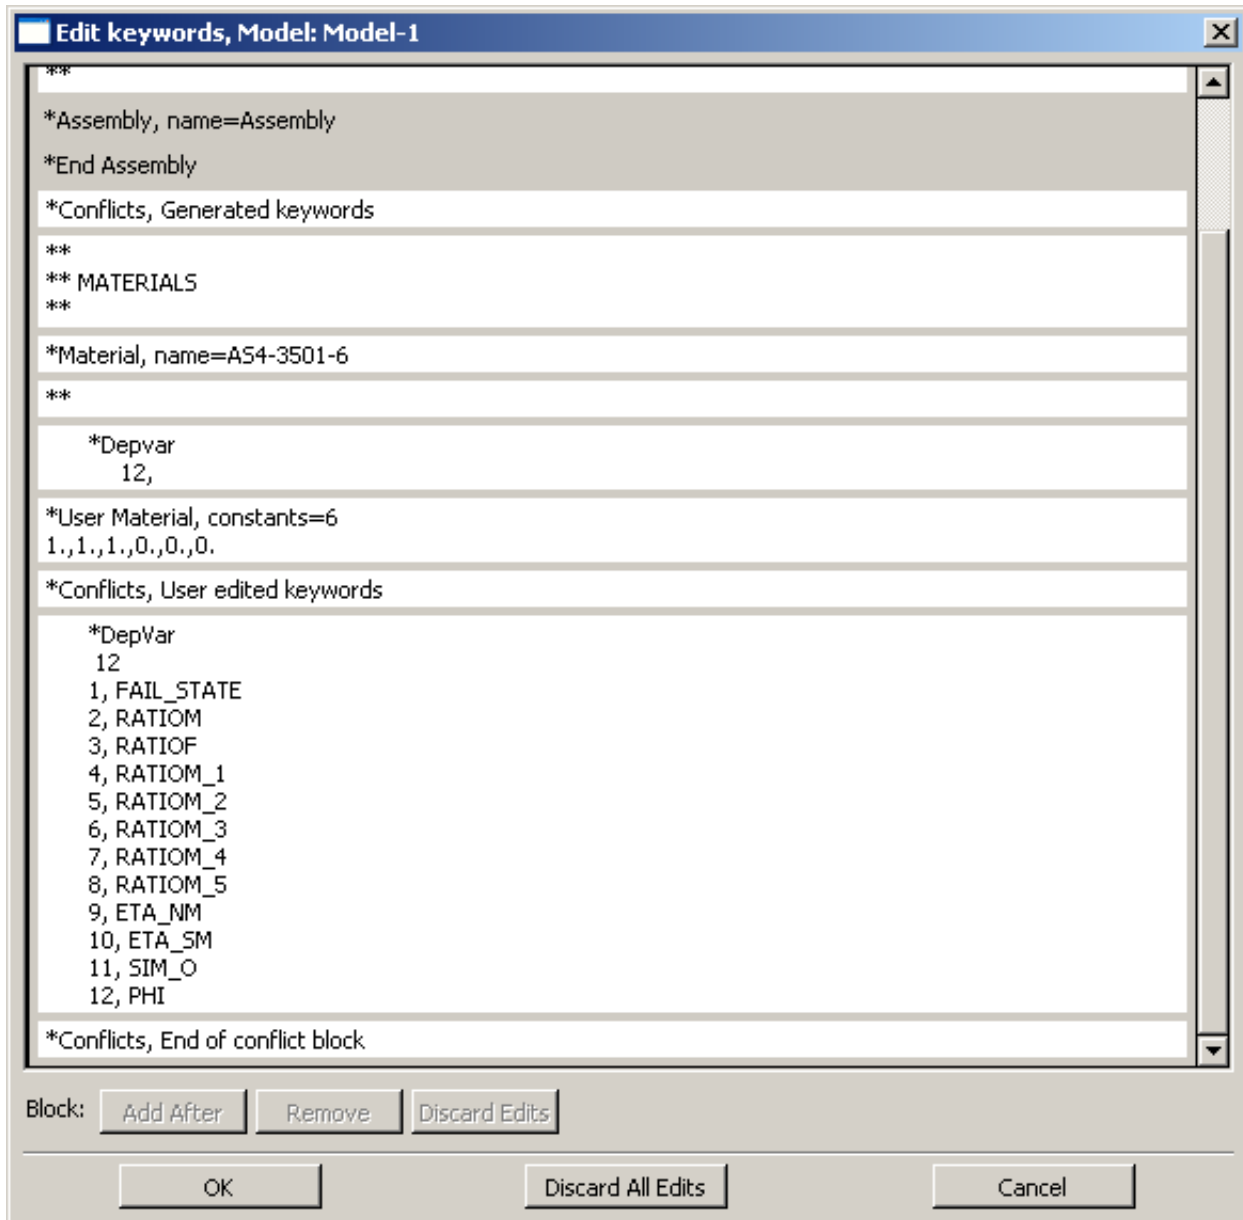 Edit keywords, Model: Model-1
**
*Assembly, name=Assembly
*End Assembly
*Conflicts, Generated keywords
**
** MATERIALS
**
*Material, name=AS4-3501-6
**
*Depvar
12,
*User Material, constants=6
1.,1.,1.,0.,0.,0.
*Conflicts, User edited keywords
*DepVar
12
1, FAIL_STATE
2, RATIOM
3, RATIOF
4, RATIOM_1
5, RATIOM_2
6, RATIOM_3
7, RATIOM_4
8, RATIOM_5
9, ETA_NM
10, ETA_SM
11, SIM_O
12, PHI
*Conflicts, End of conflict block
Block: Add After Remove Discard Edits
OK Discard All Edits Cancel